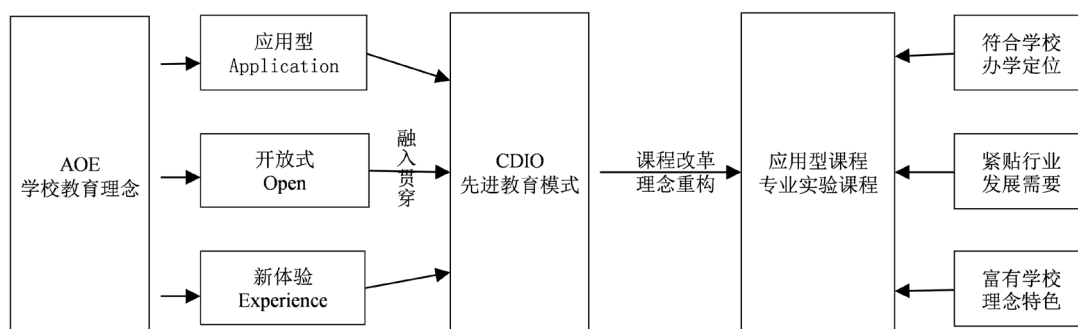 AOE
学校教育理念
应用型
Application
开放式
Open
新体验
Experience
融入贯穿
CDIO
先进教育模式
课程改革
理念重构
应用型课程
专业实验课程
符合学校
办学定位
紧贴行业
发展需要
富有学校
理念特色